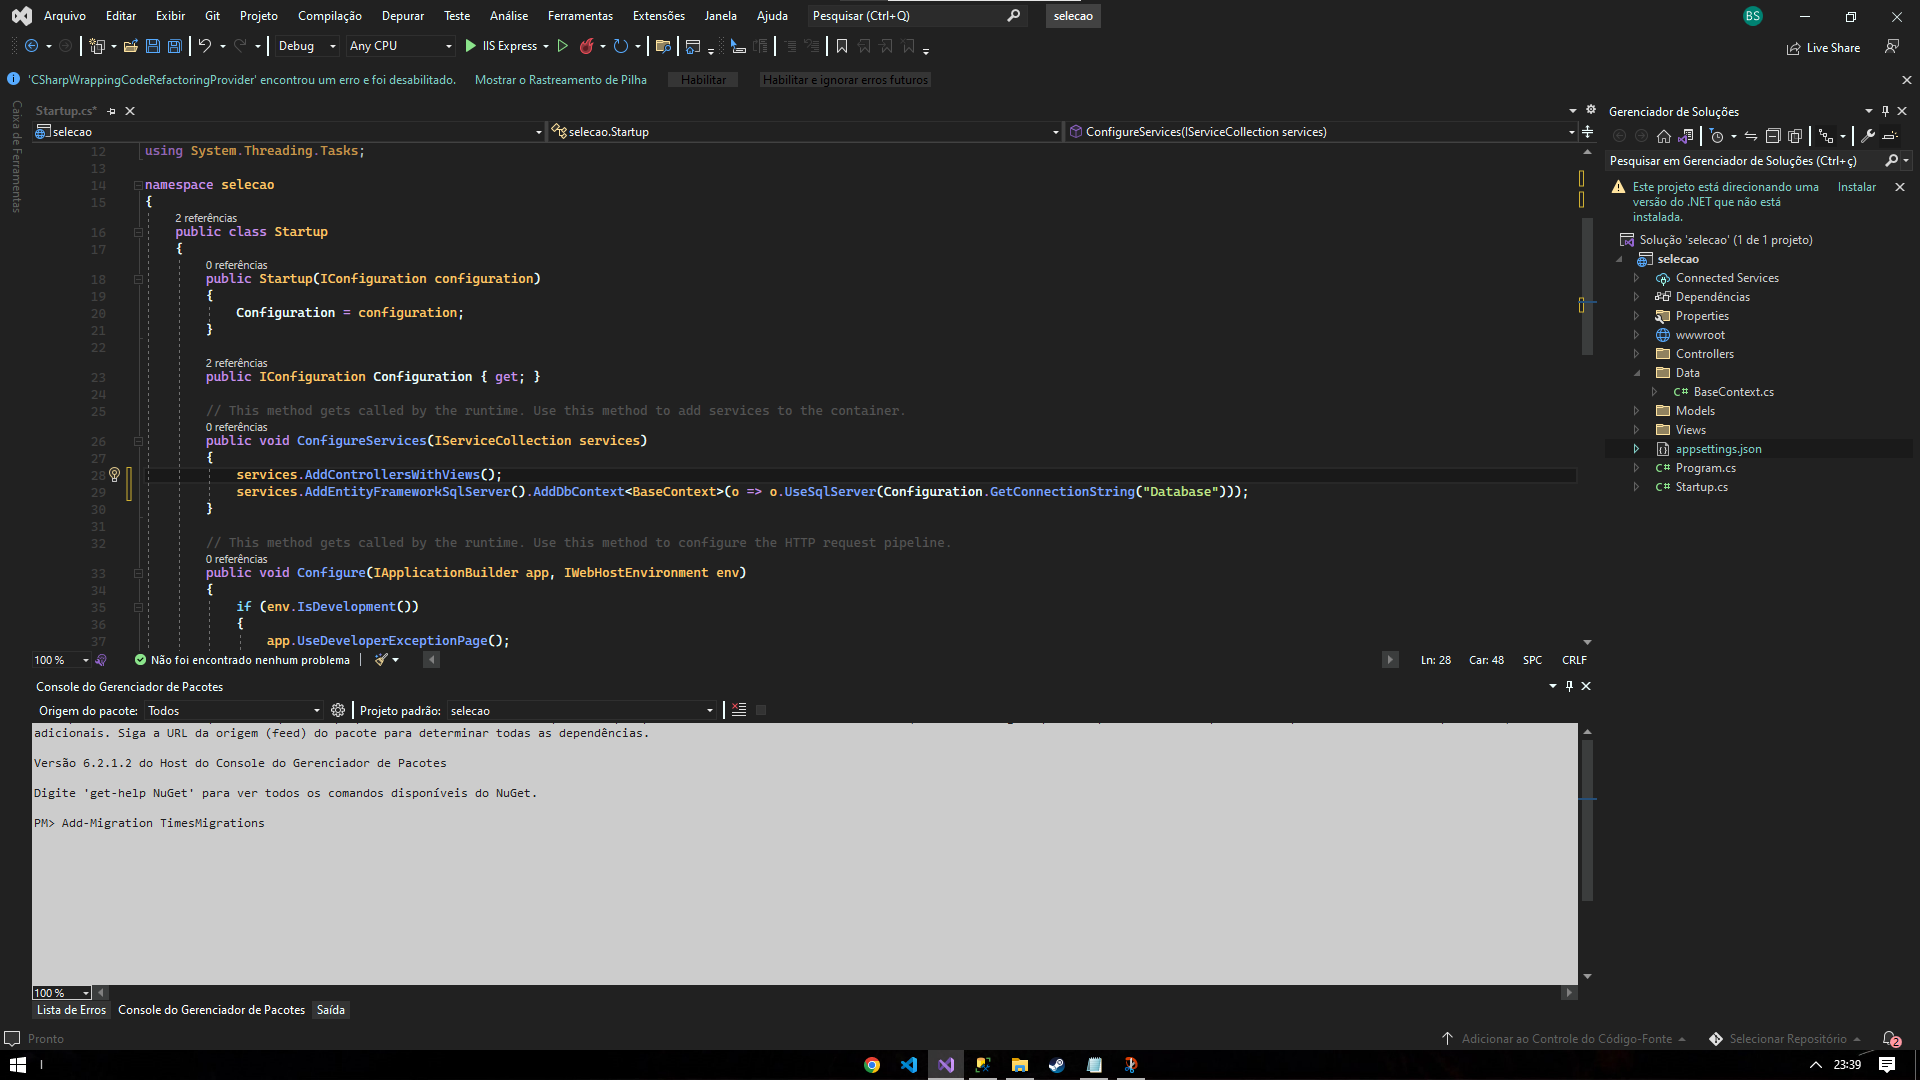 Arquivo Editar Exibir Git Projeto Compilação Depurar Teste Análise Ferramentas Extensões Janela Ajuda Pesquisar (Ctrl+Q) selecao BS
Debug Any CPU IIS Express Live Share
'CSharpWrappingCodeRefactoringProvider' encontrou um erro e foi desabilitado. Mostrar o Rastreamento de Pilha Habilitar Habilitar e ignorar erros futuros
Caixa de Ferramentas
Startup.cs*
selecao selecao.Startup ConfigureServices(IServiceCollection services)
12 using System.Threading.Tasks;
13
14 namespace selecao
15 {
2 referências
16 public class Startup
17 {
0 referências
18 public Startup(IConfiguration configuration)
19 {
20 Configuration = configuration;
21 }
22
2 referências
23 public IConfiguration Configuration { get; }
24
25 // This method gets called by the runtime. Use this method to add services to the container.
0 referências
26 public void ConfigureServices(IServiceCollection services)
27 {
28 services.AddControllersWithViews();
29 services.AddEntityFrameworkSqlServer().AddDbContext<BaseContext>(o => o.UseSqlServer(Configuration.GetConnectionString("Database")));
30 }
31
32 // This method gets called by the runtime. Use this method to configure the HTTP request pipeline.
0 referências
33 public void Configure(IApplicationBuilder app, IWebHostEnvironment env)
34 {
35 if (env.IsDevelopment())
36 {
37 app.UseDeveloperExceptionPage();
100 % Não foi encontrado nenhum problema Ln: 28 Car: 48 SPC CRLF
Console do Gerenciador de Pacotes
Origem do pacote: Todos Projeto padrão: selecao
adicionais. Siga a URL da origem (feed) do pacote para determinar todas as dependências.
Versão 6.2.1.2 do Host do Console do Gerenciador de Pacotes
Digite 'get-help NuGet' para ver todos os comandos disponíveis do NuGet.
PM> Add-Migration TimesMigrations
100 %
Lista de Erros Console do Gerenciador de Pacotes Saída
Gerenciador de Soluções
Pesquisar em Gerenciador de Soluções (Ctrl+ç)
Este projeto está direcionando uma Instalar
versão do .NET que não está
instalada.
Solução 'selecao' (1 de 1 projeto)
selecao
Connected Services
Dependências
Properties
wwwroot
Controllers
Data
C# BaseContext.cs
Models
Views
appsettings.json
C# Program.cs
C# Startup.cs
Pronto Adicionar ao Controle do Código-Fonte Selecionar Repositório 2
23:39